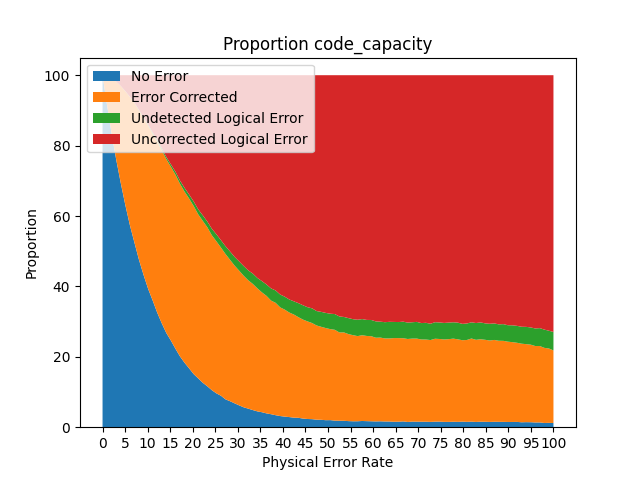 Proportion code_capacity
100
80
60
40
20
0
Proportion
No Error
Error Corrected
Undetected Logical Error
Uncorrected Logical Error
0 5 10 15 20 25 30 35 40 45 50 55 60 65 70 75 80 85 90 95 100
Physical Error Rate